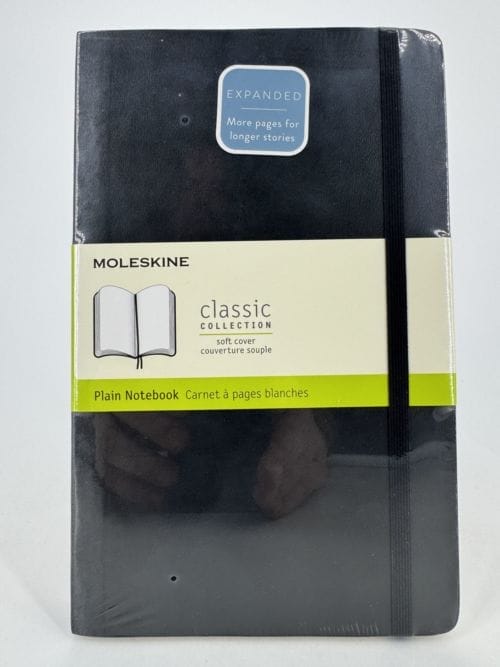 EXPANDED
More pages for
longer stories
MOLESKINE
classic
COLLECTION
soft cover
couverture souple
Plain Notebook Carnet à pages blanches